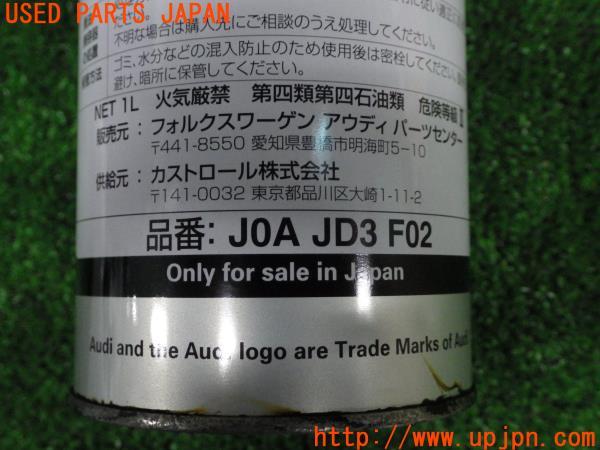 USED PARTS JAPAN
不明な場合は購入元にご相談のうえ処理してください。
ゴミ、水分などの混入防止のため使用後は密栓してください。
避け、暗所に保管してください。
NET 1L 火気厳禁 第四類第四石油類 危険等級Ⅲ
販売元: フォルクスワーゲン アウディ パーツセンター
〒441-8550 愛知県豊橋市明海町5-10
供給元: カストロール株式会社
〒141-0032 東京都品川区大崎1-11-2
品番: J0A JD3 F02
Only for sale in Japan
Audi and the Audi logo are Trade Marks of Audi
UPJ http://www.upjpn.com